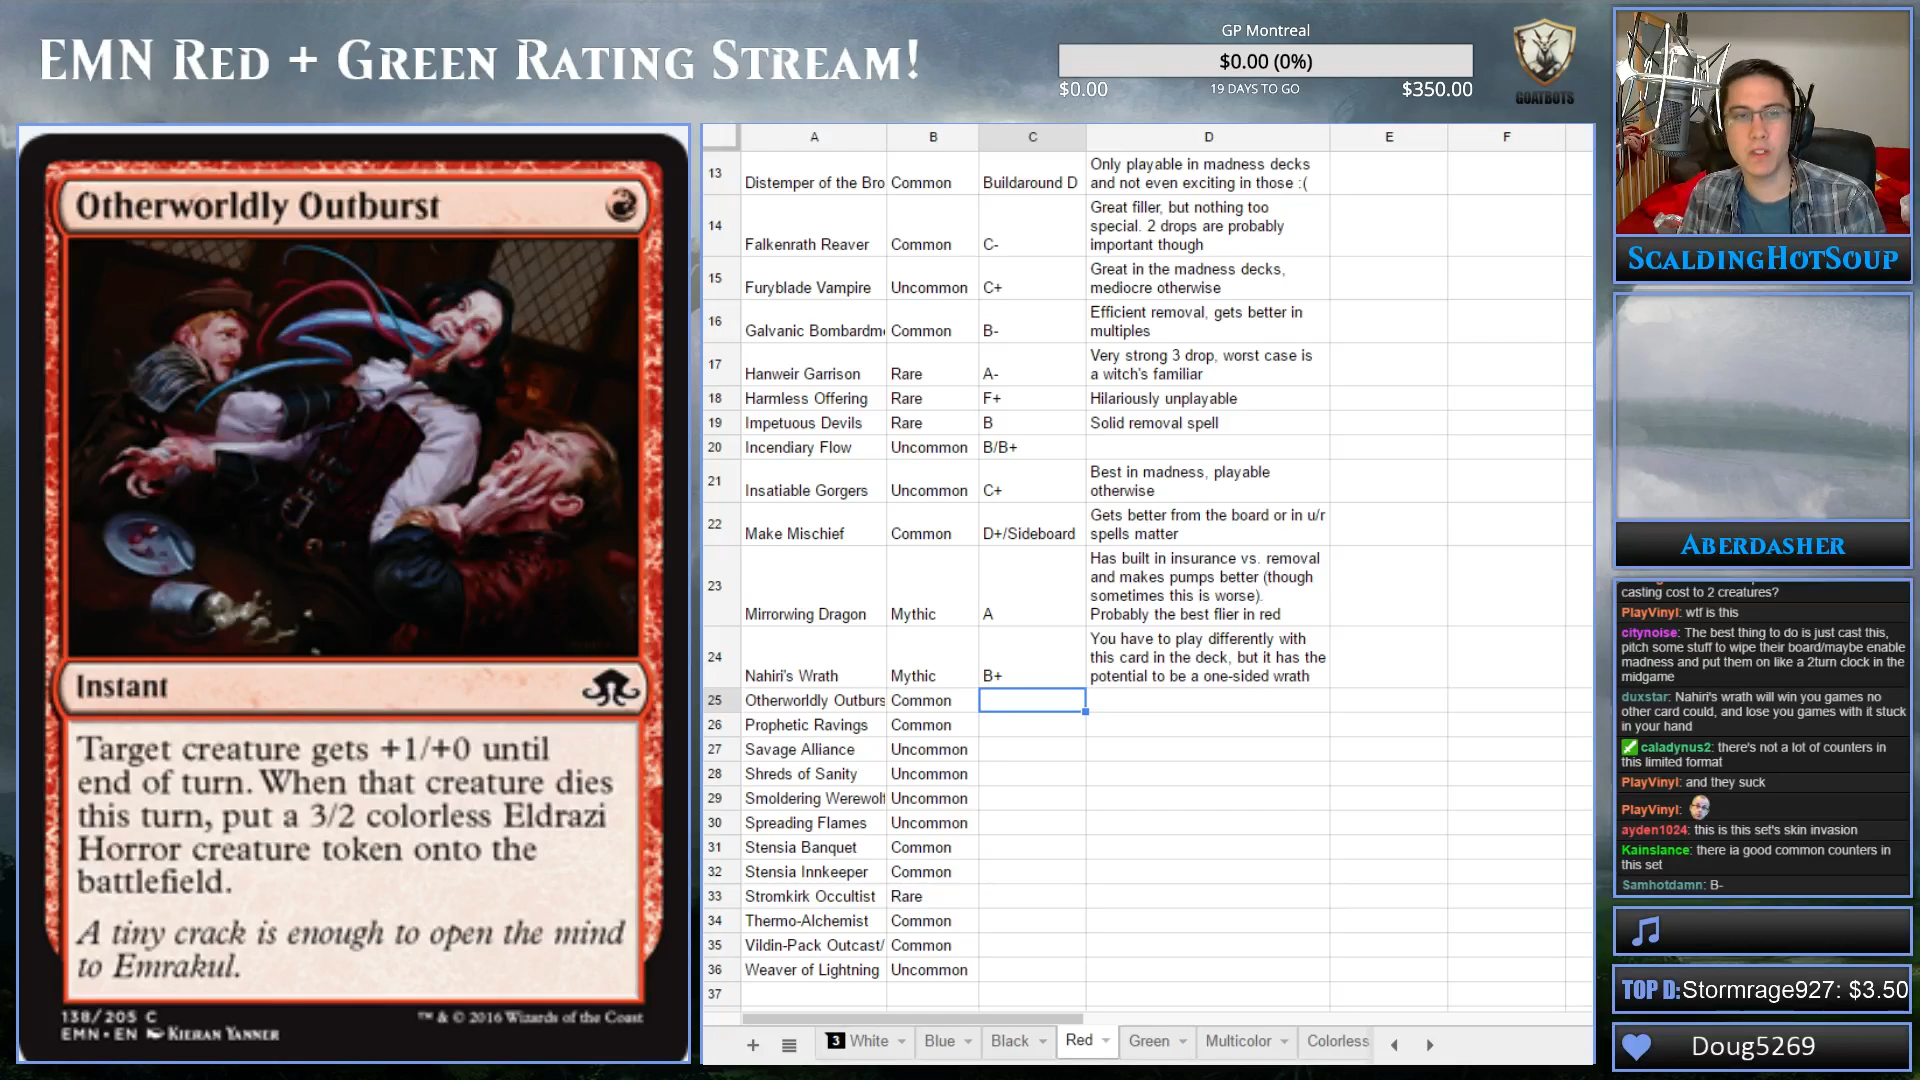 EMN Red + Green Rating Stream!
GP Montreal
$0.00 (0%)
$0.00
19 DAYS TO GO
$350.00
GOATBOTS
Otherworldly Outburst
Instant
Target creature gets +1/+0 until
end of turn. When that creature dies
this turn, put a 3/2 colorless Eldrazi
Horror creature token onto the
battlefield.
A tiny crack is enough to open the mind
to Emrakul.
138/205 C
EMN • EN Kieran Yanner
™ & © 2016 Wizards of the Coast
A B C D E F
13 Distemper of the Bro Common Buildaround D Only playable in madness decks
and not even exciting in those :(
14 Falkenrath Reaver Common C- Great filler, but nothing too
special. 2 drops are probably
important though
15 Furyblade Vampire Uncommon C+ Great in the madness decks,
mediocre otherwise
16 Galvanic Bombardm Common B- Efficient removal, gets better in
multiples
17 Hanweir Garrison Rare A- Very strong 3 drop, worst case is
a witch's familiar
18 Harmless Offering Rare F+ Hilariously unplayable
19 Impetuous Devils Rare B Solid removal spell
20 Incendiary Flow Uncommon B/B+
21 Insatiable Gorgers Uncommon C+ Best in madness, playable
otherwise
22 Make Mischief Common D+/Sideboard Gets better from the board or in u/r
spells matter
23 Mirrorwing Dragon Mythic A Has built in insurance vs. removal
and makes pumps better (though
sometimes this is worse).
Probably the best flier in red
24 Nahiri's Wrath Mythic B+ You have to play differently with
this card in the deck, but it has the
potential to be a one-sided wrath
25 Otherworldly Outburs Common
26 Prophetic Ravings Common
27 Savage Alliance Uncommon
28 Shreds of Sanity Uncommon
29 Smoldering Werewolf Uncommon
30 Spreading Flames Uncommon
31 Stensia Banquet Common
32 Stensia Innkeeper Common
33 Stromkirk Occultist Rare
34 Thermo-Alchemist Common
35 Vildin-Pack Outcast/ Common
36 Weaver of Lightning Uncommon
37
3 White Blue Black Red Green Multicolor Colorless
ScaldingHotSoup
Aberdasher
casting cost to 2 creatures?
PlayVinyl: wtf is this
citynoise: The best thing to do is just cast this,
pitch some stuff to wipe their board/maybe enable
madness and put them on like a 2turn clock in the
midgame
duxstar: Nahiri's wrath will win you games no
other card could, and lose you games with it stuck
in your hand
caladynus2: there's not a lot of counters in
this limited format
PlayVinyl: and they suck
PlayVinyl:
ayden1024: this is this set's skin invasion
Kainslance: there ia good common counters in
this set
Samhotdamn: B-
TOP D: Stormrage927: $3.50
Doug5269